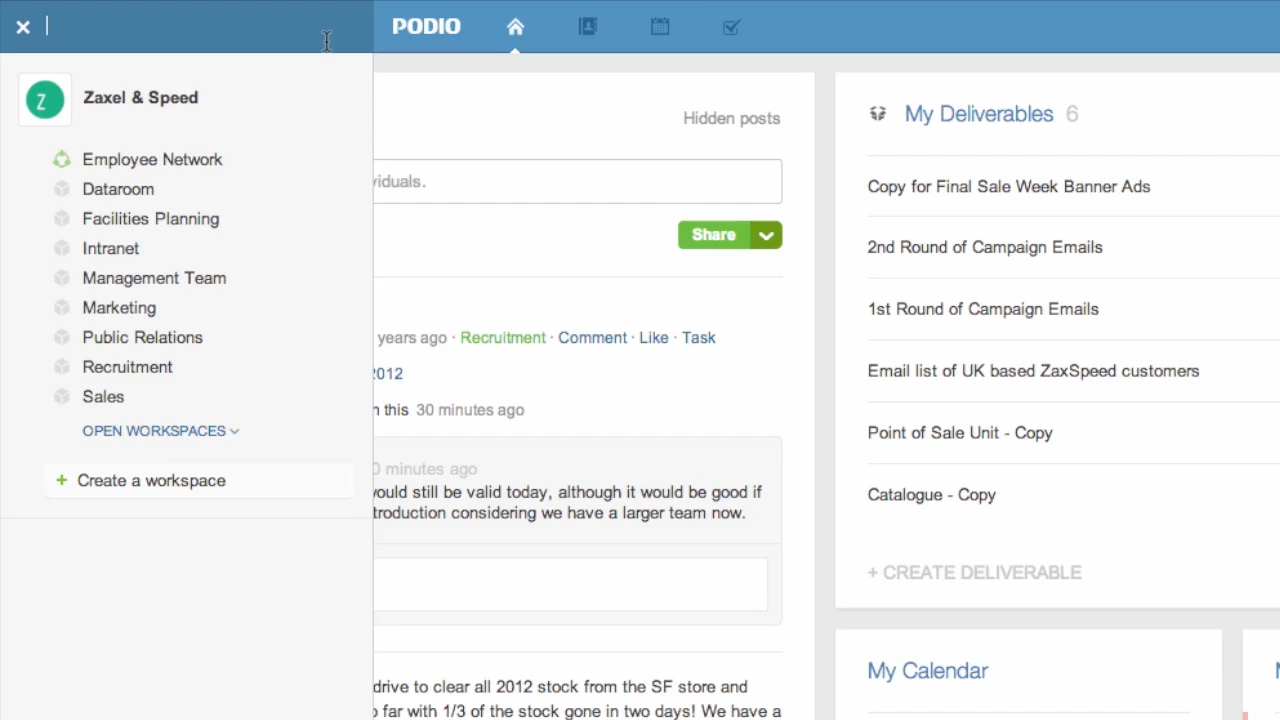 PODIO
Zaxel & Speed
Employee Network
Dataroom
Facilities Planning
Intranet
Management Team
Marketing
Public Relations
Recruitment
Sales
OPEN WORKSPACES
+ Create a workspace
Hidden posts
viduals.
Share
years ago · Recruitment · Comment · Like · Task
2012
n this 30 minutes ago
0 minutes ago
would still be valid today, although it would be good if
troduction considering we have a larger team now.
drive to clear all 2012 stock from the SF store and
o far with 1/3 of the stock gone in two days! We have a
My Deliverables 6
Copy for Final Sale Week Banner Ads
2nd Round of Campaign Emails
1st Round of Campaign Emails
Email list of UK based ZaxSpeed customers
Point of Sale Unit - Copy
Catalogue - Copy
+ CREATE DELIVERABLE
My Calendar